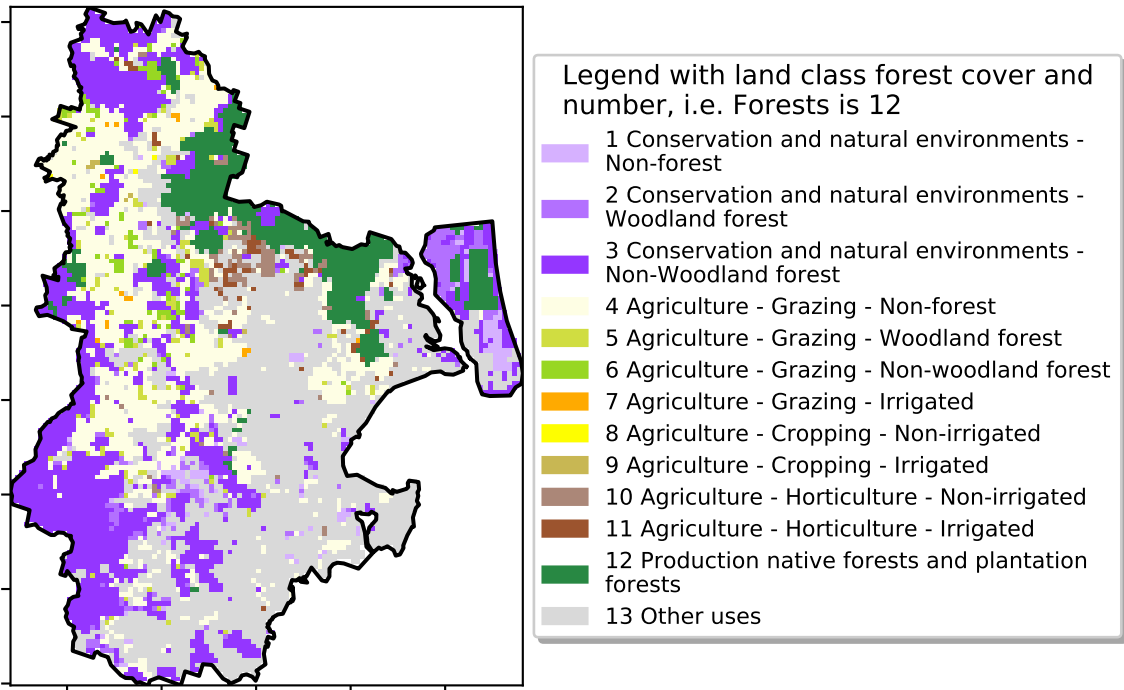 Legend with land class forest cover and
number, i.e. Forests is 12
1 Conservation and natural environments -
Non-forest
2 Conservation and natural environments -
Woodland forest
3 Conservation and natural environments -
Non-Woodland forest
4 Agriculture - Grazing - Non-forest
5 Agriculture - Grazing - Woodland forest
6 Agriculture - Grazing - Non-woodland forest
7 Agriculture - Grazing - Irrigated
8 Agriculture - Cropping - Non-irrigated
9 Agriculture - Cropping - Irrigated
10 Agriculture - Horticulture - Non-irrigated
11 Agriculture - Horticulture - Irrigated
12 Production native forests and plantation
forests
13 Other uses